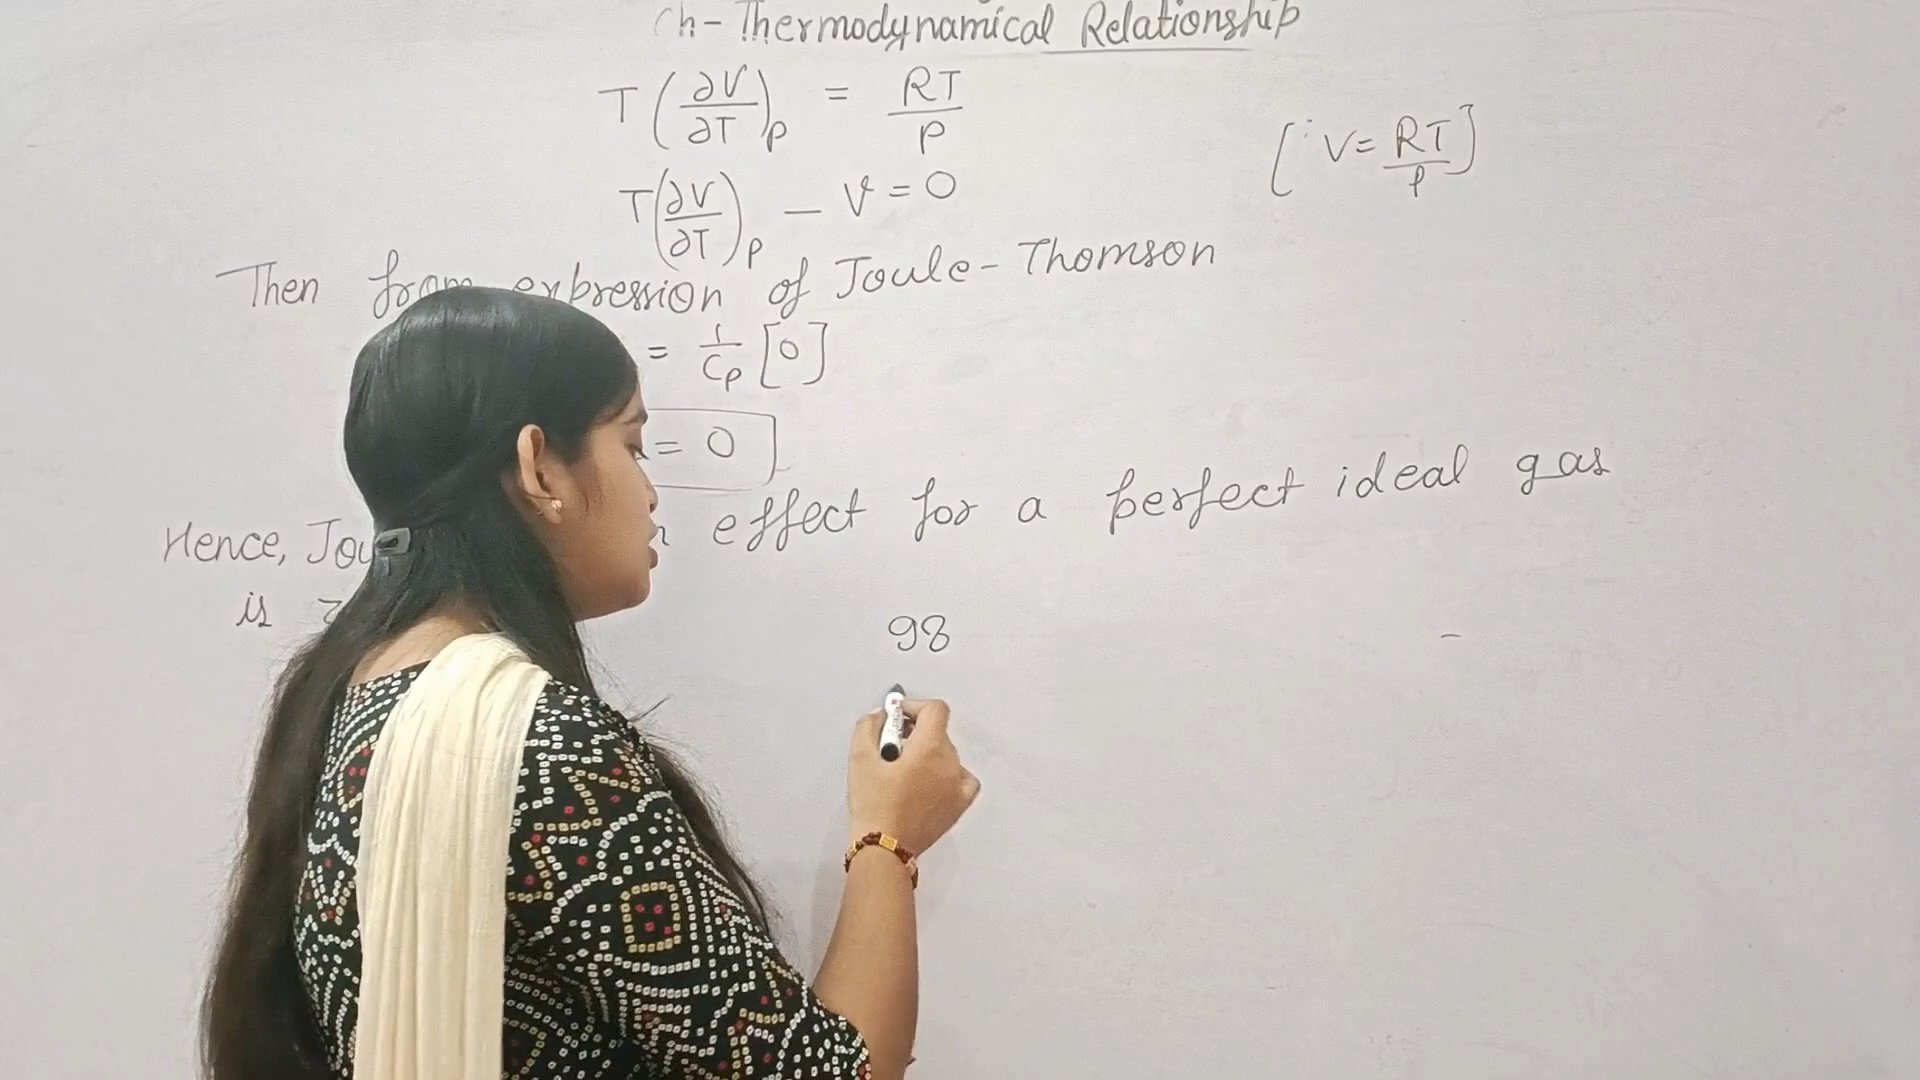 Ch- Thermodynamical Relationship
T(∂V/∂T)p = RT/P
[∵ V = RT/P]
T(∂V/∂T)p − V = 0
Then from expression of Joule-Thomson
= 1/Cp [0]
= 0
Hence, effect for a perfect ideal gas
is
98